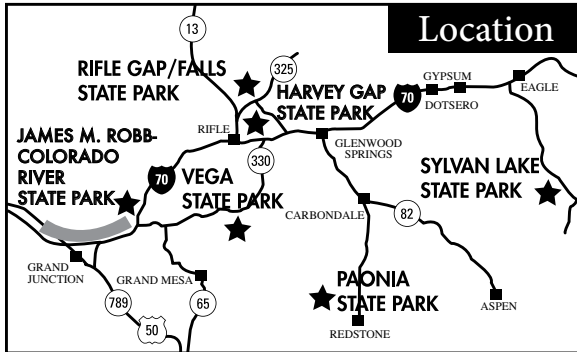 Location
13
RIFLE GAP/FALLS
STATE PARK
325
HARVEY GAP
STATE PARK
70
GYPSUM
DOTSERO
EAGLE
JAMES M. ROBB-
COLORADO
RIVER
STATE PARK
RIFLE
GLENWOOD
SPRINGS
330
70
VEGA
STATE PARK
SYLVAN LAKE
STATE PARK
CARBONDALE
82
GRAND
JUNCTION
GRAND MESA
PAONIA
STATE PARK
789
65
50
REDSTONE
ASPEN